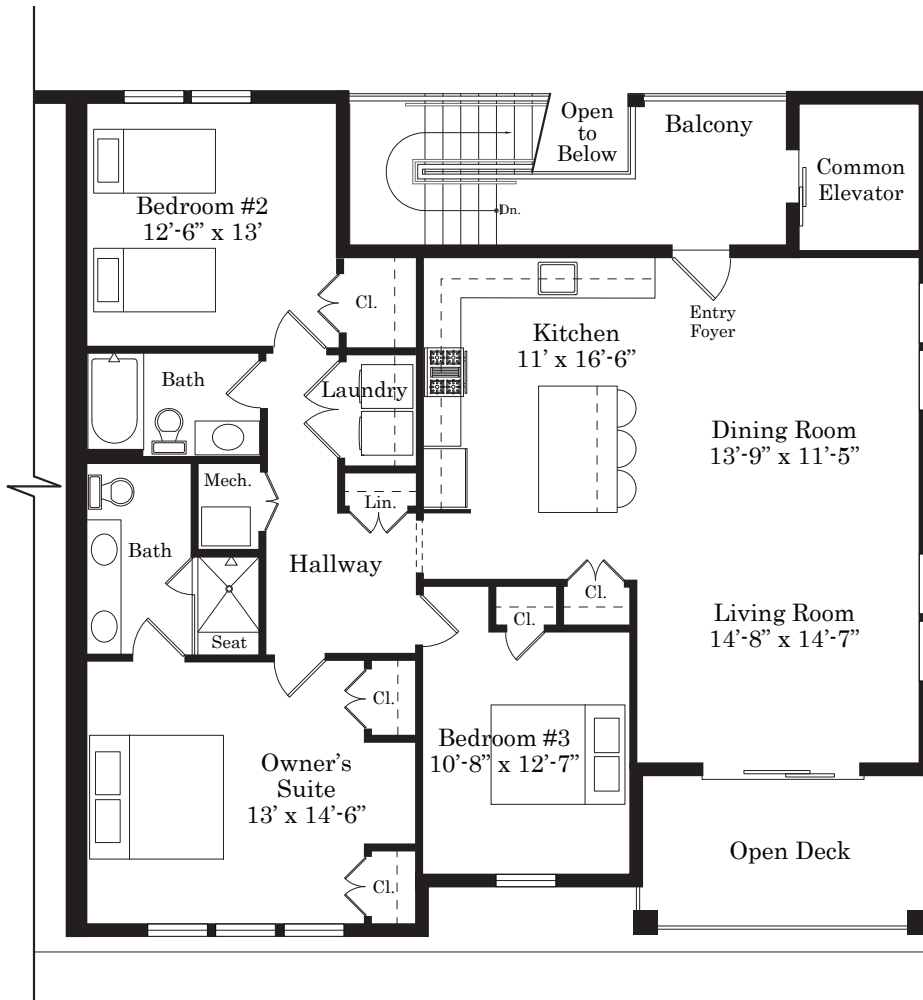 Open
to
Below
Balcony
Common
Elevator
Bedroom #2
12’-6” x 13’
Dn.
Cl.
Entry
Foyer
Kitchen
11’ x 16’-6”
Bath
Laundry
Dining Room
13’-9” x 11’-5”
Mech.
Lin.
Bath
Hallway
Cl.
Cl.
Living Room
14’-8” x 14’-7”
Seat
Cl.
Bedroom #3
10’-8” x 12’-7”
Owner’s
Suite
13’ x 14’-6”
Open Deck
Cl.